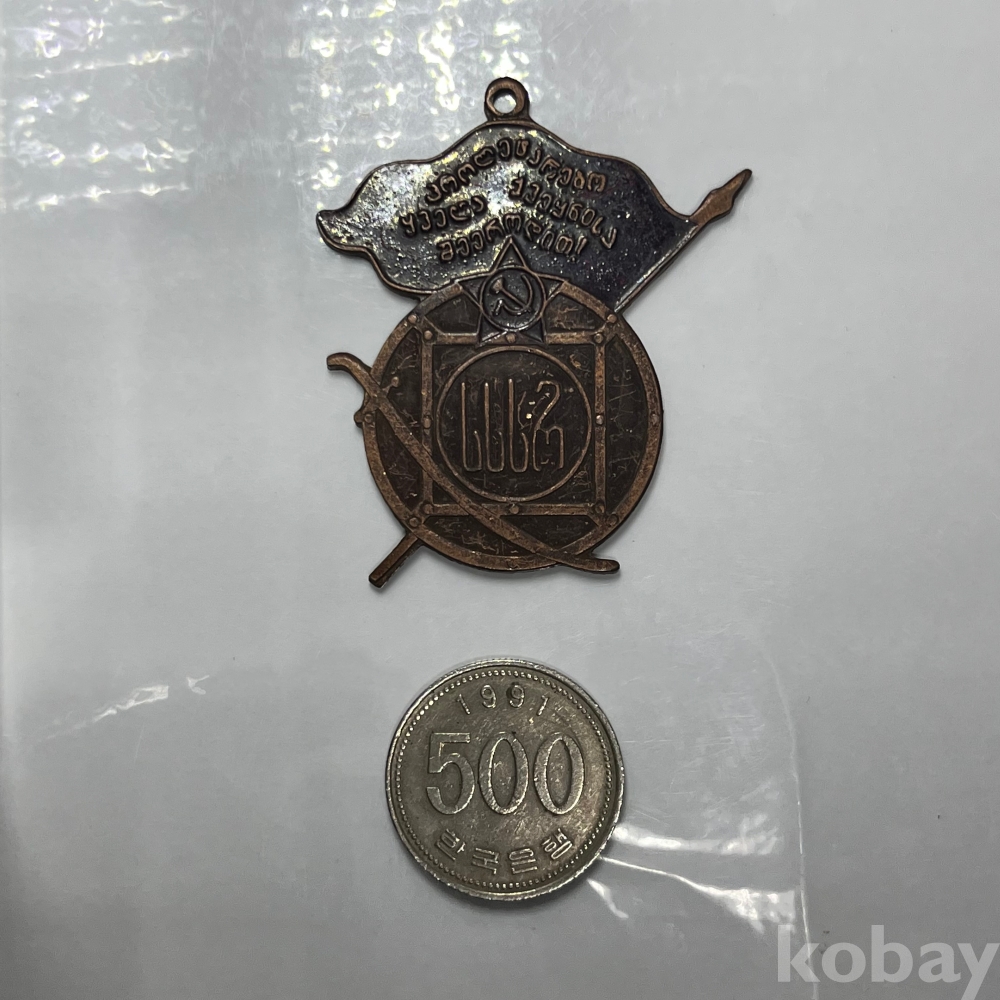 პროლეტარებო
ყველა ქვეყნისა
შეერთდით!
სსსრ
1991
500
한국은행
kobay